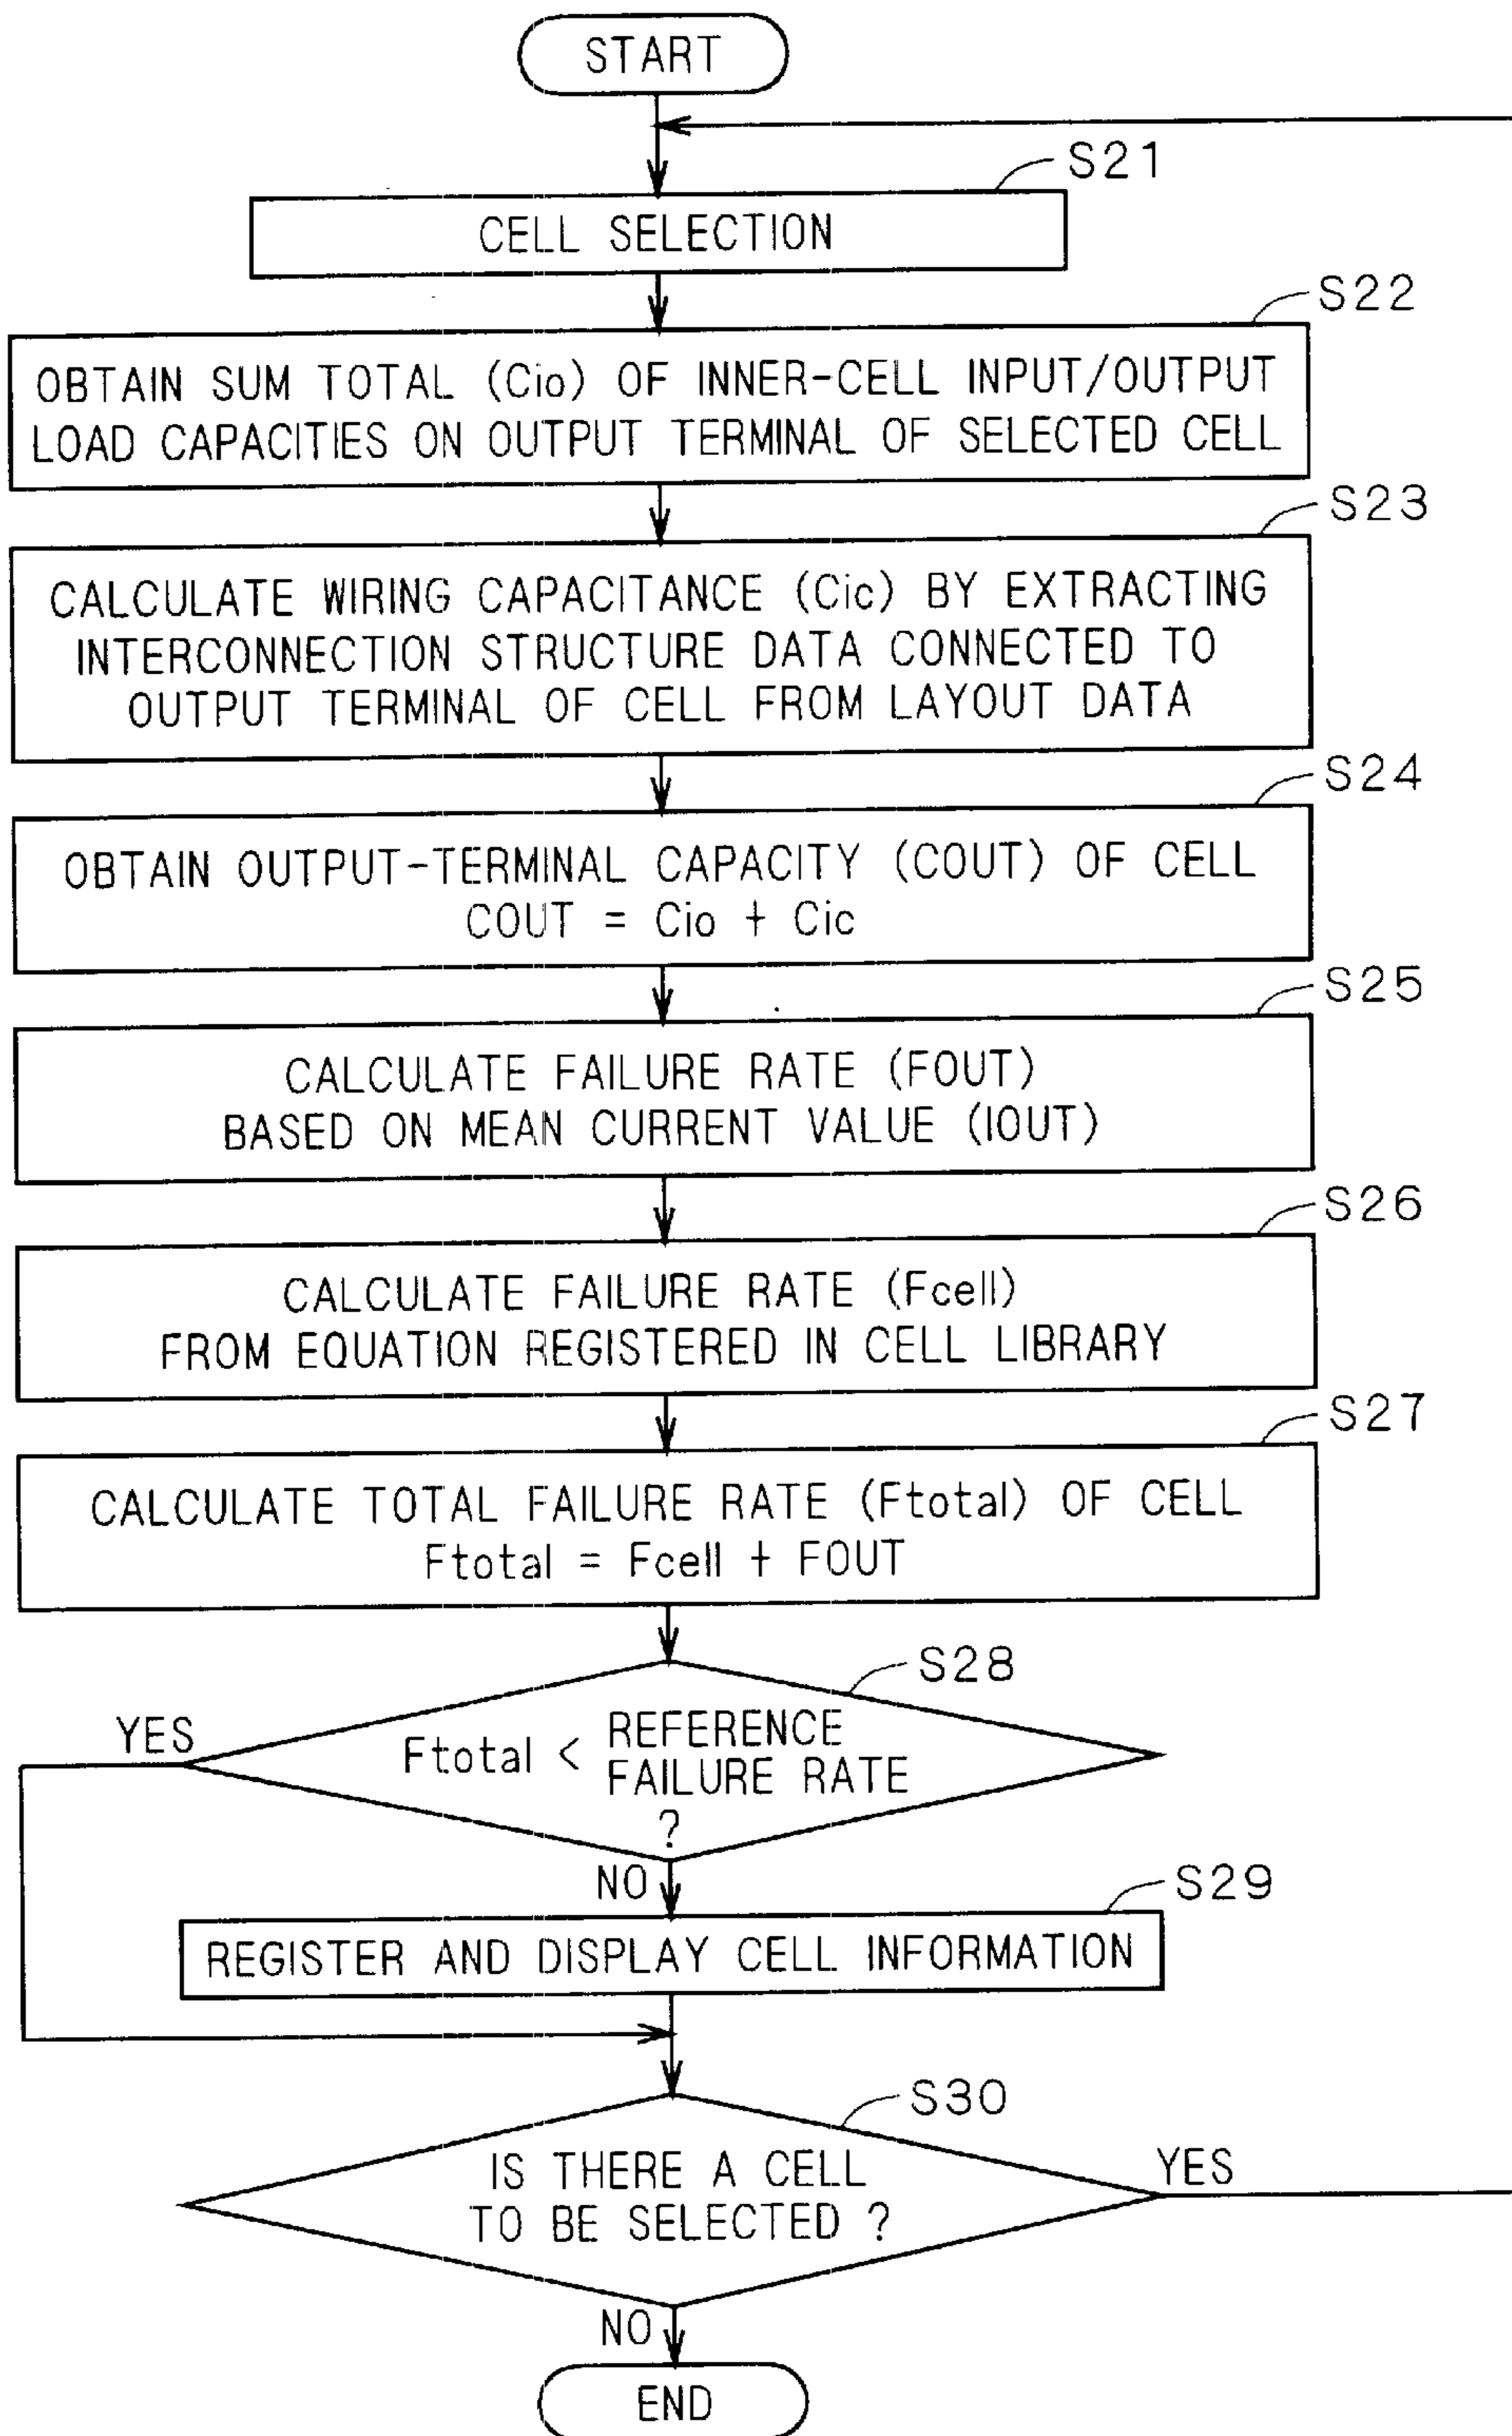 START
S21
CELL SELECTION
S22
OBTAIN SUM TOTAL (Cio) OF INNER-CELL INPUT/OUTPUT
LOAD CAPACITIES ON OUTPUT TERMINAL OF SELECTED CELL
S23
CALCULATE WIRING CAPACITANCE (Cic) BY EXTRACTING
INTERCONNECTION STRUCTURE DATA CONNECTED TO
OUTPUT TERMINAL OF CELL FROM LAYOUT DATA
S24
OBTAIN OUTPUT-TERMINAL CAPACITY (COUT) OF CELL
COUT = Cio + Cic
S25
CALCULATE FAILURE RATE (FOUT)
BASED ON MEAN CURRENT VALUE (IOUT)
S26
CALCULATE FAILURE RATE (Fcell)
FROM EQUATION REGISTERED IN CELL LIBRARY
S27
CALCULATE TOTAL FAILURE RATE (Ftotal) OF CELL
Ftotal = Fcell + FOUT
S28
YES
Ftotal < REFERENCE
FAILURE RATE
?
NO
S29
REGISTER AND DISPLAY CELL INFORMATION
S30
IS THERE A CELL
TO BE SELECTED ?
YES
NO
END